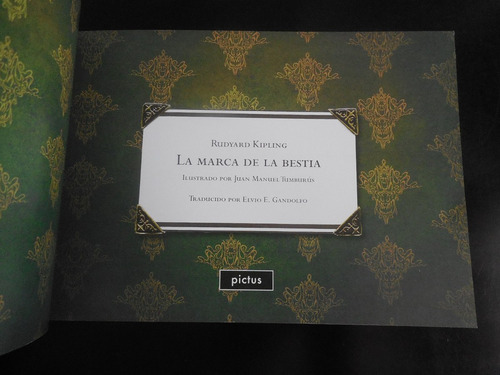 Rudyard Kipling
La marca de la bestia
Ilustrado por Juan Manuel Tumburús
Traducido por Elvio E. Gandolfo
pictus